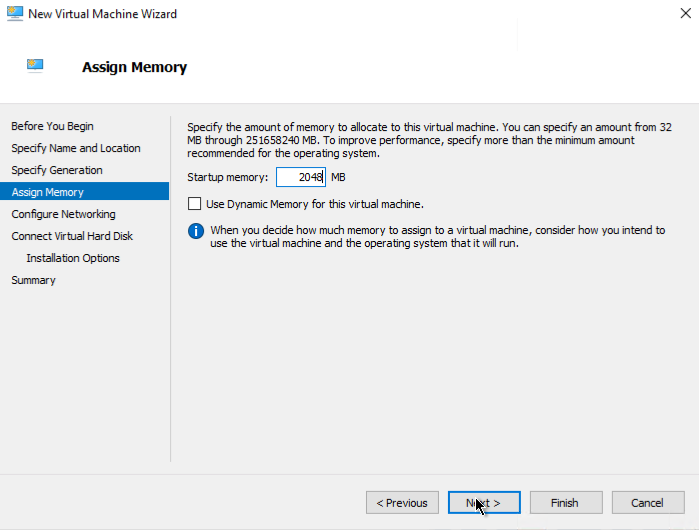 New Virtual Machine Wizard
Assign Memory
Before You Begin
Specify Name and Location
Specify Generation
Assign Memory
Configure Networking
Connect Virtual Hard Disk
Installation Options
Summary
Specify the amount of memory to allocate to this virtual machine. You can specify an amount from 32
MB through 251658240 MB. To improve performance, specify more than the minimum amount
recommended for the operating system.
Startup memory: 2048 MB
Use Dynamic Memory for this virtual machine.
When you decide how much memory to assign to a virtual machine, consider how you intend to
use the virtual machine and the operating system that it will run.
< Previous
Next >
Finish
Cancel